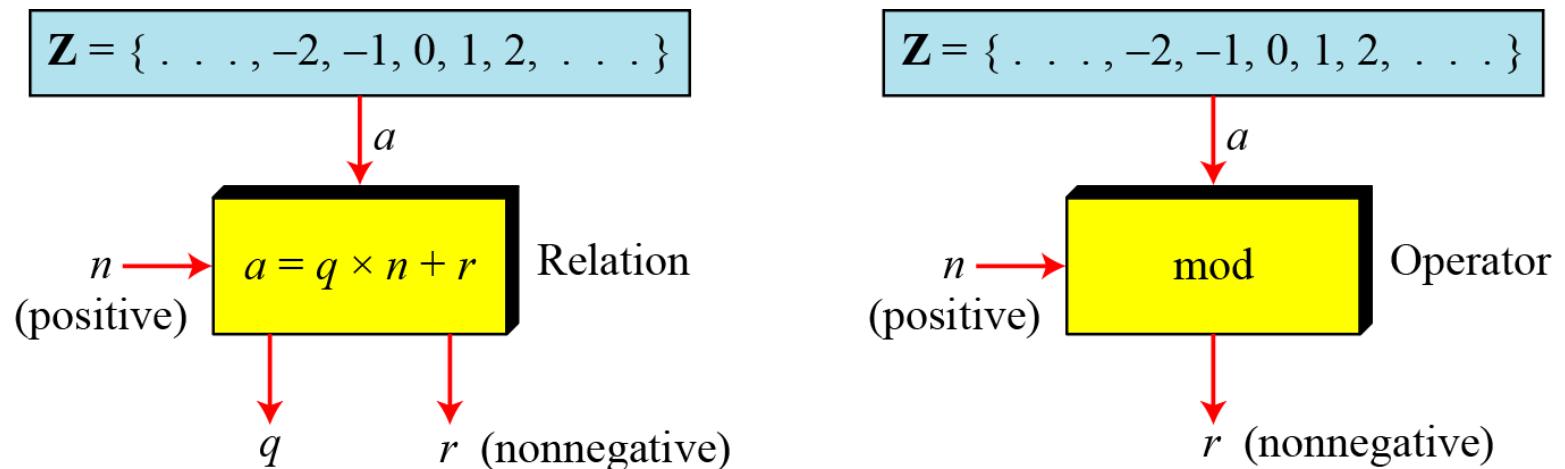 Z = { . . . , –2, –1, 0, 1, 2, . . . }
a
n
(positive)
a = q × n + r
Relation
q
r (nonnegative)
Z = { . . . , –2, –1, 0, 1, 2, . . . }
a
n
(positive)
mod
Operator
r (nonnegative)